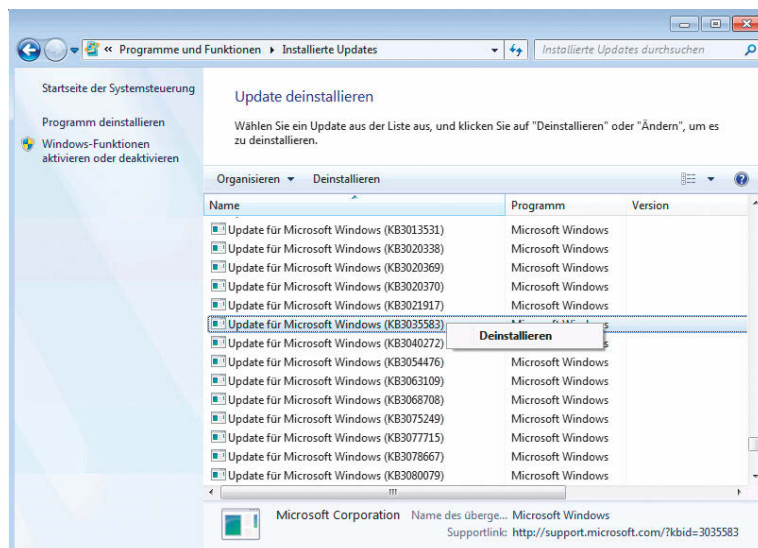 « Programme und Funktionen ▸ Installierte Updates
Installierte Updates durchsuchen
Startseite der Systemsteuerung
Programm deinstallieren
Windows-Funktionen
aktivieren oder deaktivieren
Update deinstallieren
Wählen Sie ein Update aus der Liste aus, und klicken Sie auf "Deinstallieren" oder "Ändern", um es
zu deinstallieren.
Organisieren Deinstallieren
Name Programm Version
Update für Microsoft Windows (KB3013531) Microsoft Windows
Update für Microsoft Windows (KB3020338) Microsoft Windows
Update für Microsoft Windows (KB3020369) Microsoft Windows
Update für Microsoft Windows (KB3020370) Microsoft Windows
Update für Microsoft Windows (KB3021917) Microsoft Windows
Update für Microsoft Windows (KB3035583) Microsoft Windows
Deinstallieren
Update für Microsoft Windows (KB3040272)
Update für Microsoft Windows (KB3054476) Microsoft Windows
Update für Microsoft Windows (KB3063109) Microsoft Windows
Update für Microsoft Windows (KB3068708) Microsoft Windows
Update für Microsoft Windows (KB3075249) Microsoft Windows
Update für Microsoft Windows (KB3077715) Microsoft Windows
Update für Microsoft Windows (KB3078667) Microsoft Windows
Update für Microsoft Windows (KB3080079) Microsoft Windows
Microsoft Corporation Name des überge... Microsoft Windows
Supportlink: http://support.microsoft.com/?kbid=3035583